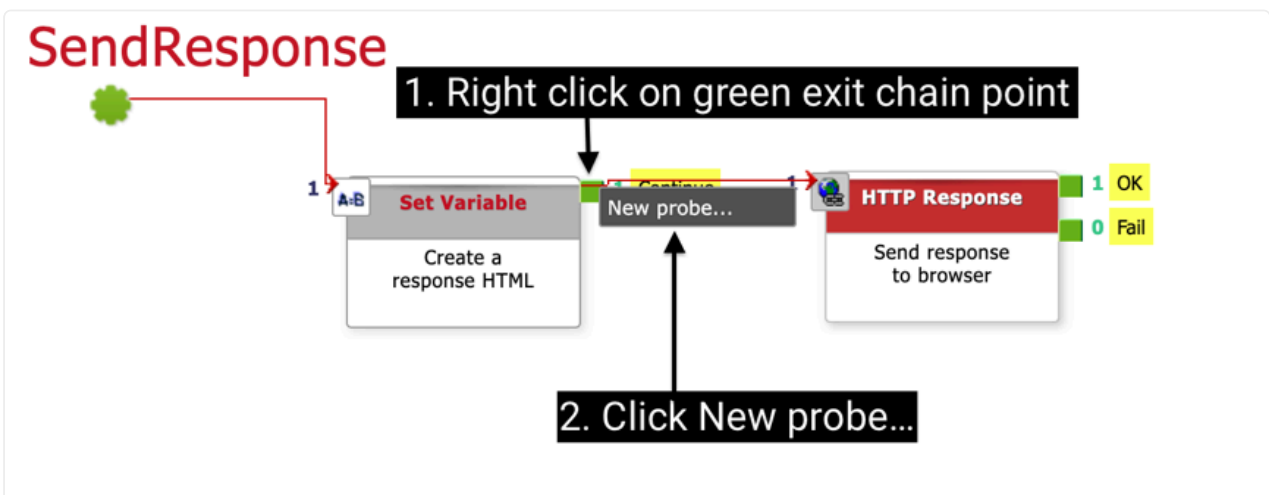 SendResponse
1. Right click on green exit chain point
1
A=B
Set Variable
Create a
response HTML
1 Continue
New probe...
1
HTTP Response
Send response
to browser
1 OK
0 Fail
2. Click New probe...